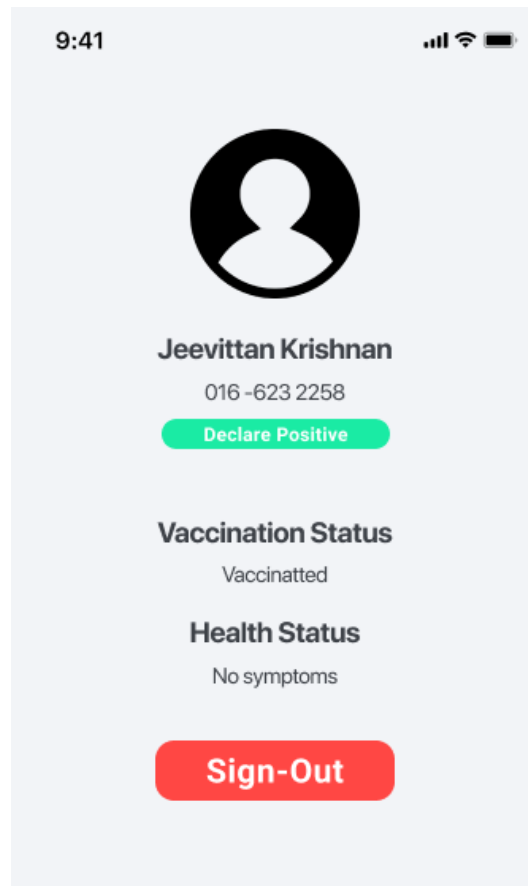 9:41
Jeevittan Krishnan
016 -623 2258
Declare Positive
Vaccination Status
Vaccinatted
Health Status
No symptoms
Sign-Out